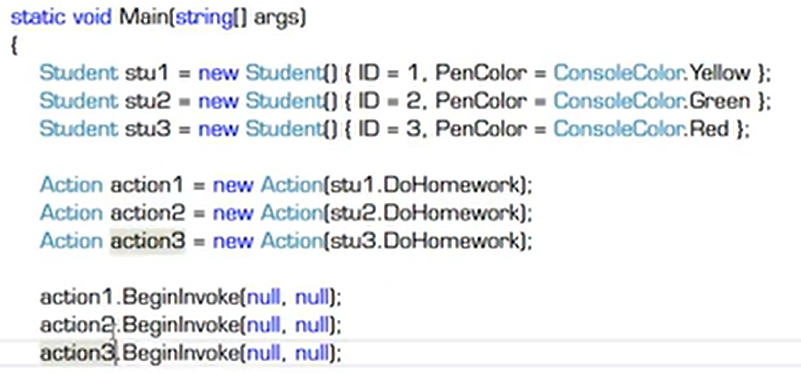 static void Main(string[] args)
{
Student stu1 = new Student() { ID = 1, PenColor = ConsoleColor.Yellow };
Student stu2 = new Student() { ID = 2, PenColor = ConsoleColor.Green };
Student stu3 = new Student() { ID = 3, PenColor = ConsoleColor.Red };
Action action1 = new Action(stu1.DoHomework);
Action action2 = new Action(stu2.DoHomework);
Action action3 = new Action(stu3.DoHomework);
action1.BeginInvoke(null, null);
action2.BeginInvoke(null, null);
action3.BeginInvoke(null, null);